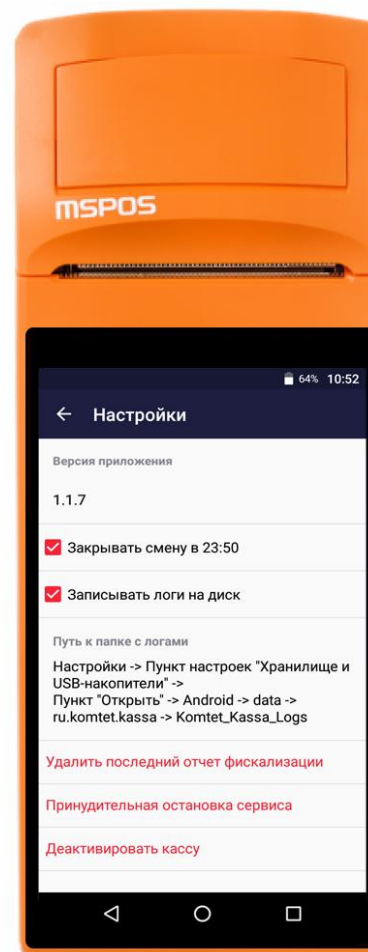 MSPOS
64% 10:52
Настройки
Версия приложения
1.1.7
Закрывать смену в 23:50
Записывать логи на диск
Путь к папке с логами
Настройки -> Пункт настроек "Хранилище и
USB-накопители" ->
Пункт "Открыть" -> Android -> data ->
ru.komtet.kassa -> Komtet_Kassa_Logs
Удалить последний отчет фискализации
Принудительная остановка сервиса
Деактивировать кассу